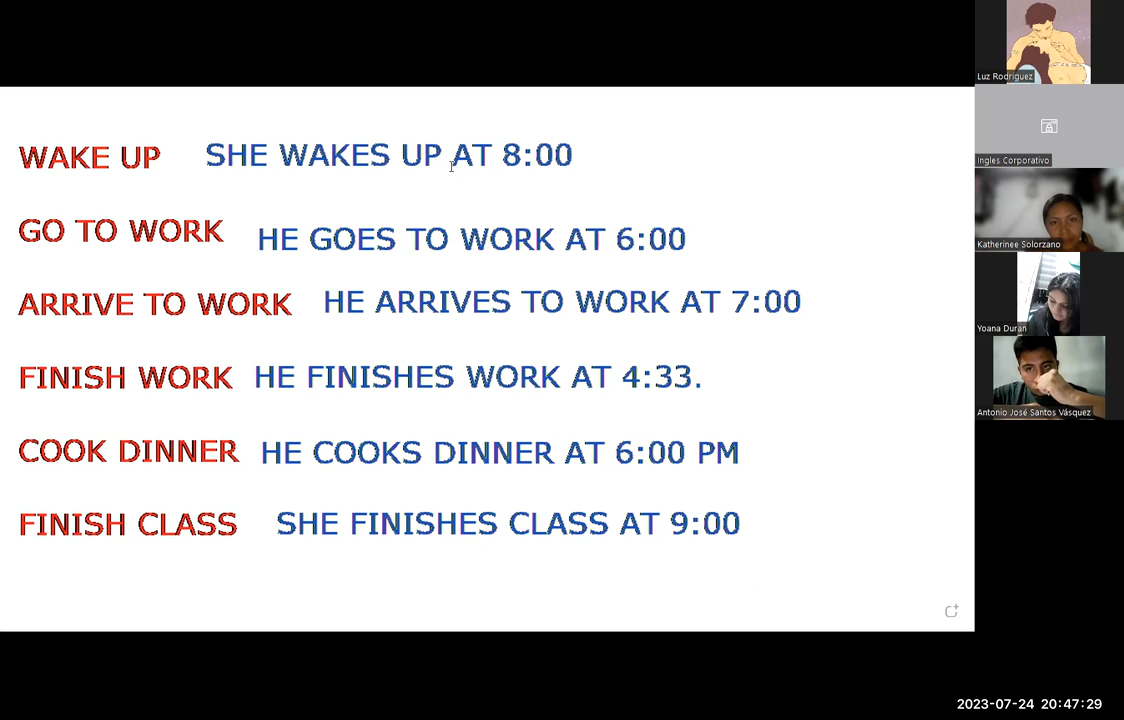 WAKE UP SHE WAKES UP AT 8:00
GO TO WORK HE GOES TO WORK AT 6:00
ARRIVE TO WORK HE ARRIVES TO WORK AT 7:00
FINISH WORK HE FINISHES WORK AT 4:33.
COOK DINNER HE COOKS DINNER AT 6:00 PM
FINISH CLASS SHE FINISHES CLASS AT 9:00
Luz Rodriguez
Ingles Corporativo
Katherinee Solorzano
Yoana Duran
Antonio José Santos Vásquez
2023-07-24 20:47:29